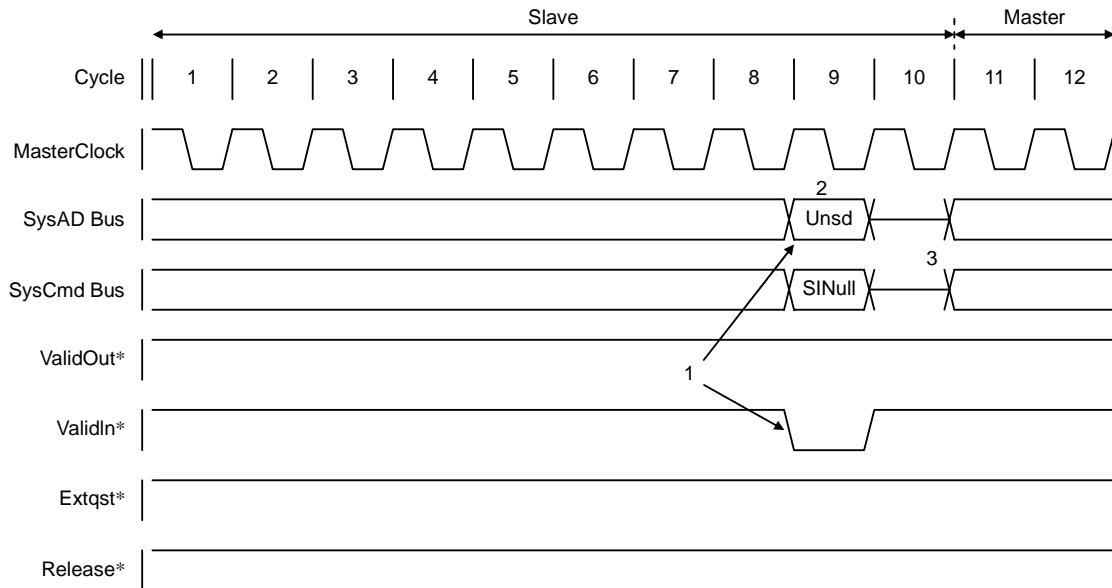 Slave Master
Cycle 1 2 3 4 5 6 7 8 9 10 11 12
MasterClock
2
SysAD Bus Unsd
3
SysCmd Bus SINull
ValidOut*
1
ValidIn*
Extqst*
Release*